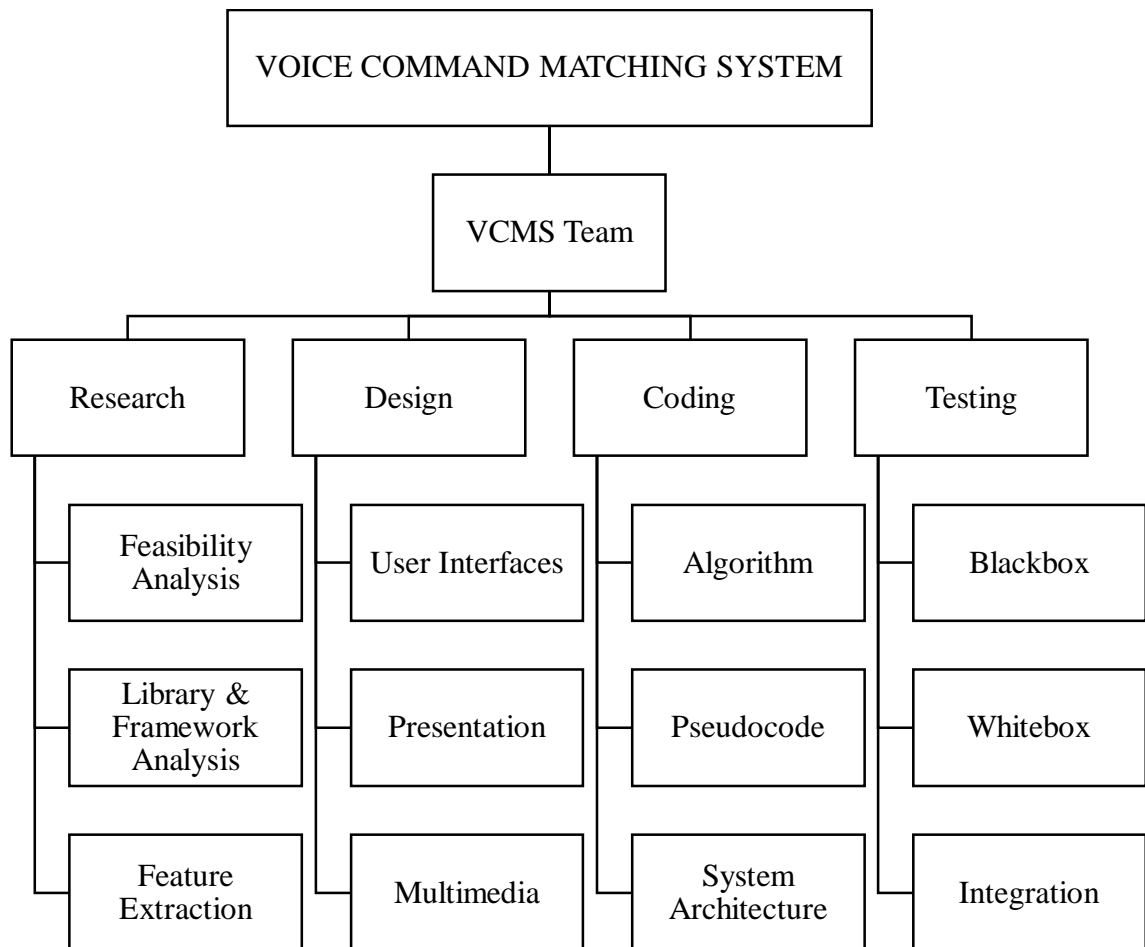 VOICE COMMAND MATCHING SYSTEM
VCMS Team
Research
Design
Coding
Testing
Feasibility
Analysis
User Interfaces
Algorithm
Blackbox
Library &
Framework
Analysis
Presentation
Pseudocode
Whitebox
Feature
Extraction
Multimedia
System
Architecture
Integration